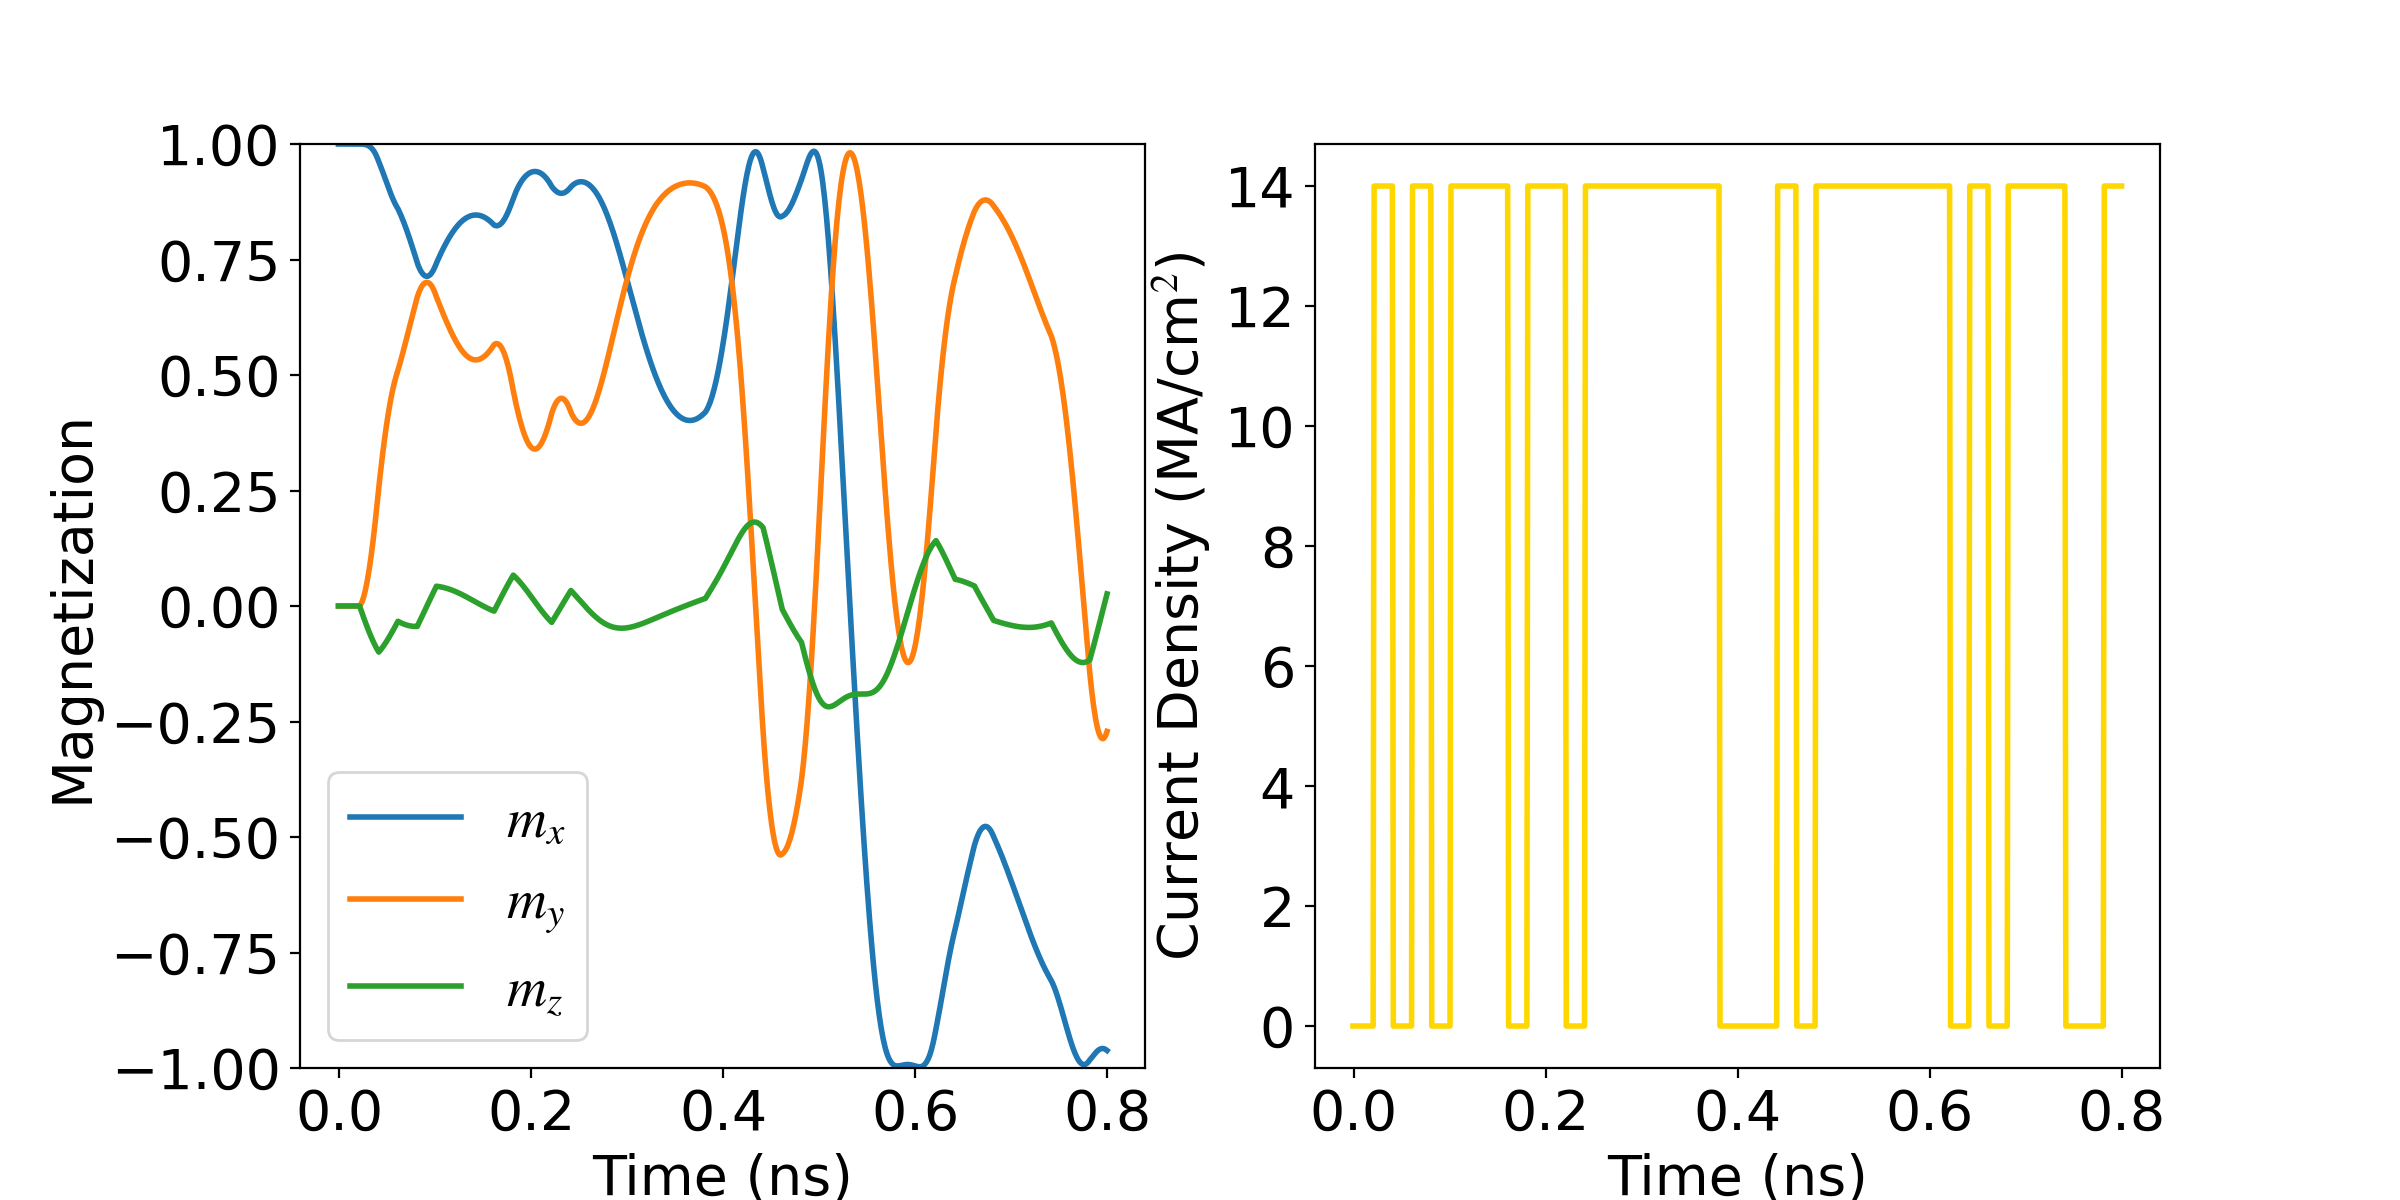 1.00
0.75
0.50
0.25
0.00
−0.25
−0.50
−0.75
−1.00
Magnetization
m_x
m_y
m_z
0.0 0.2 0.4 0.6 0.8
Time (ns)
14
12
10
8
6
4
2
0
Current Density (MA/cm²)
0.0 0.2 0.4 0.6 0.8
Time (ns)